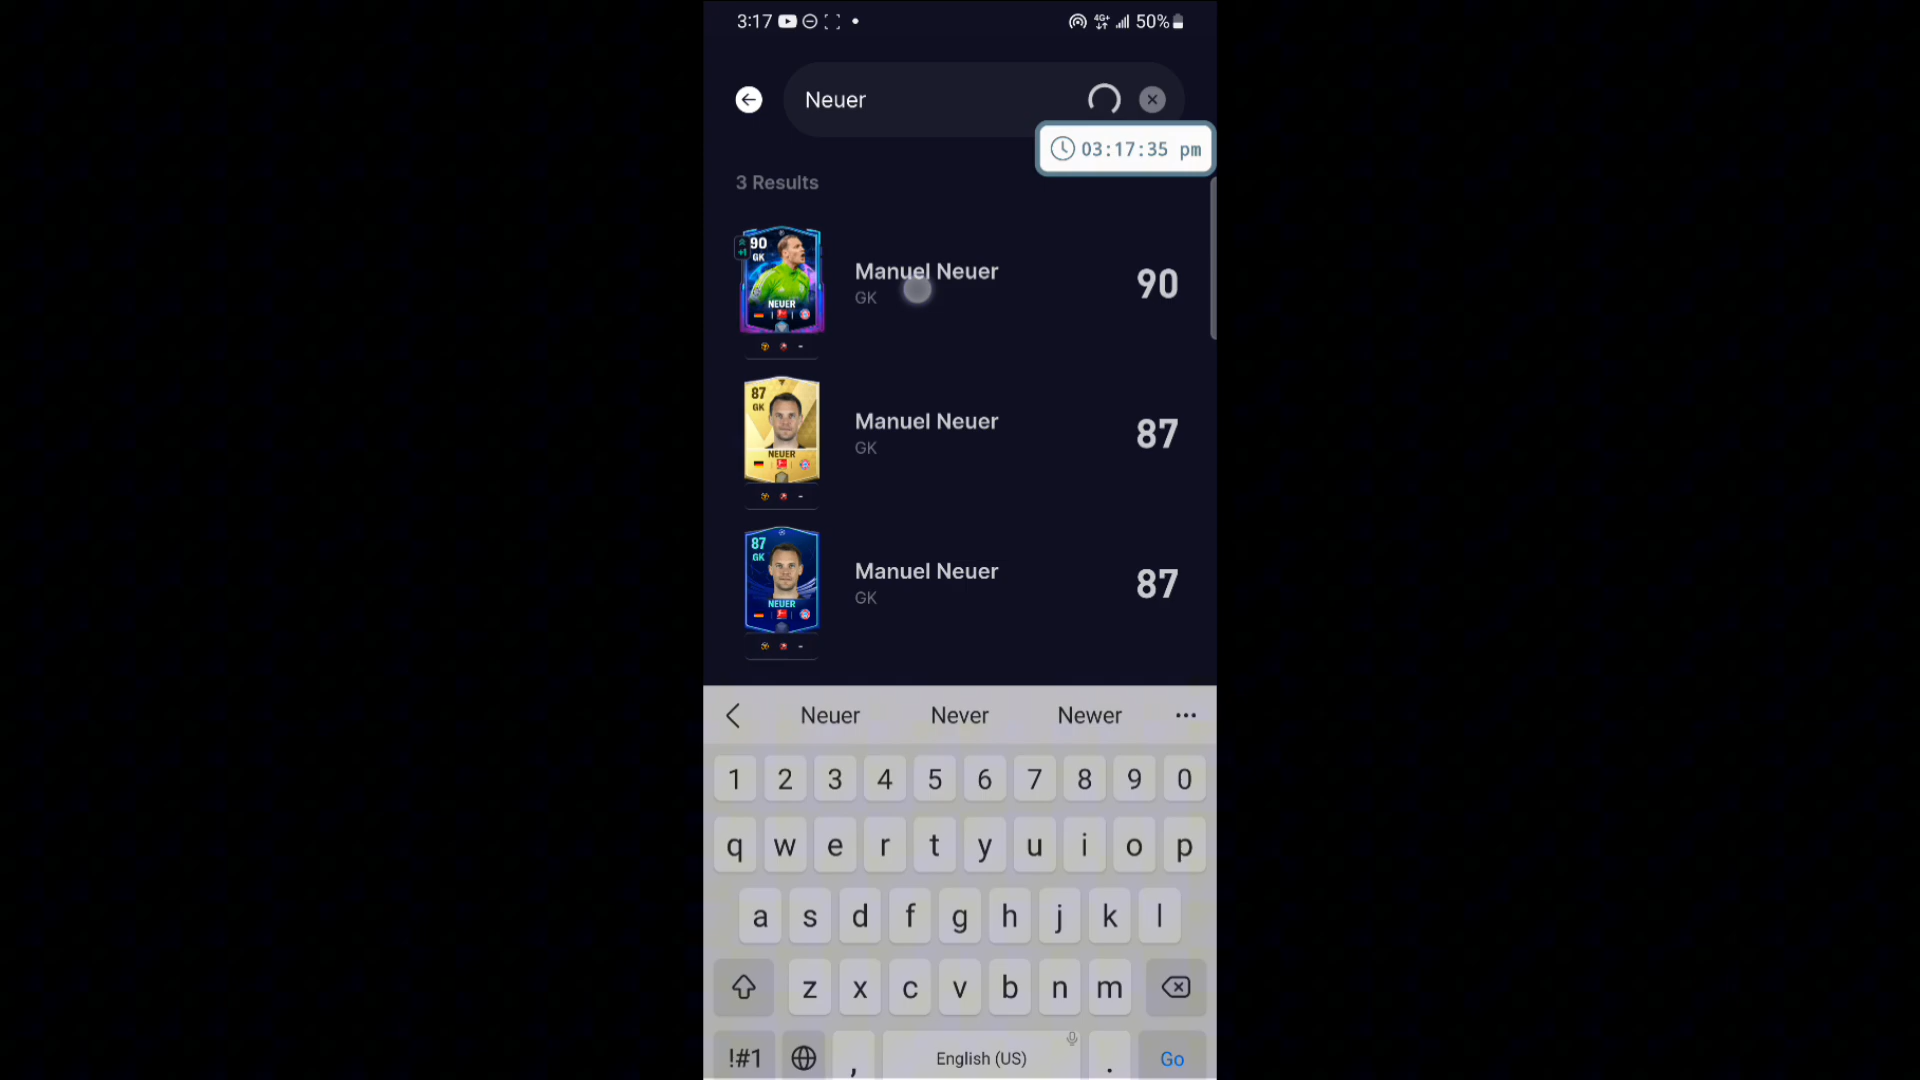 3:17 4G+ 50%
Neuer
03:17:35 pm
3 Results
90
GK
NEUER
Manuel Neuer
GK
90
87
GK
NEUER
Manuel Neuer
GK
87
87
GK
NEUER
Manuel Neuer
GK
87
Neuer Never Newer ...
1 2 3 4 5 6 7 8 9 0
q w e r t y u i o p
a s d f g h j k l
z x c v b n m
!#1 , English (US) . Go